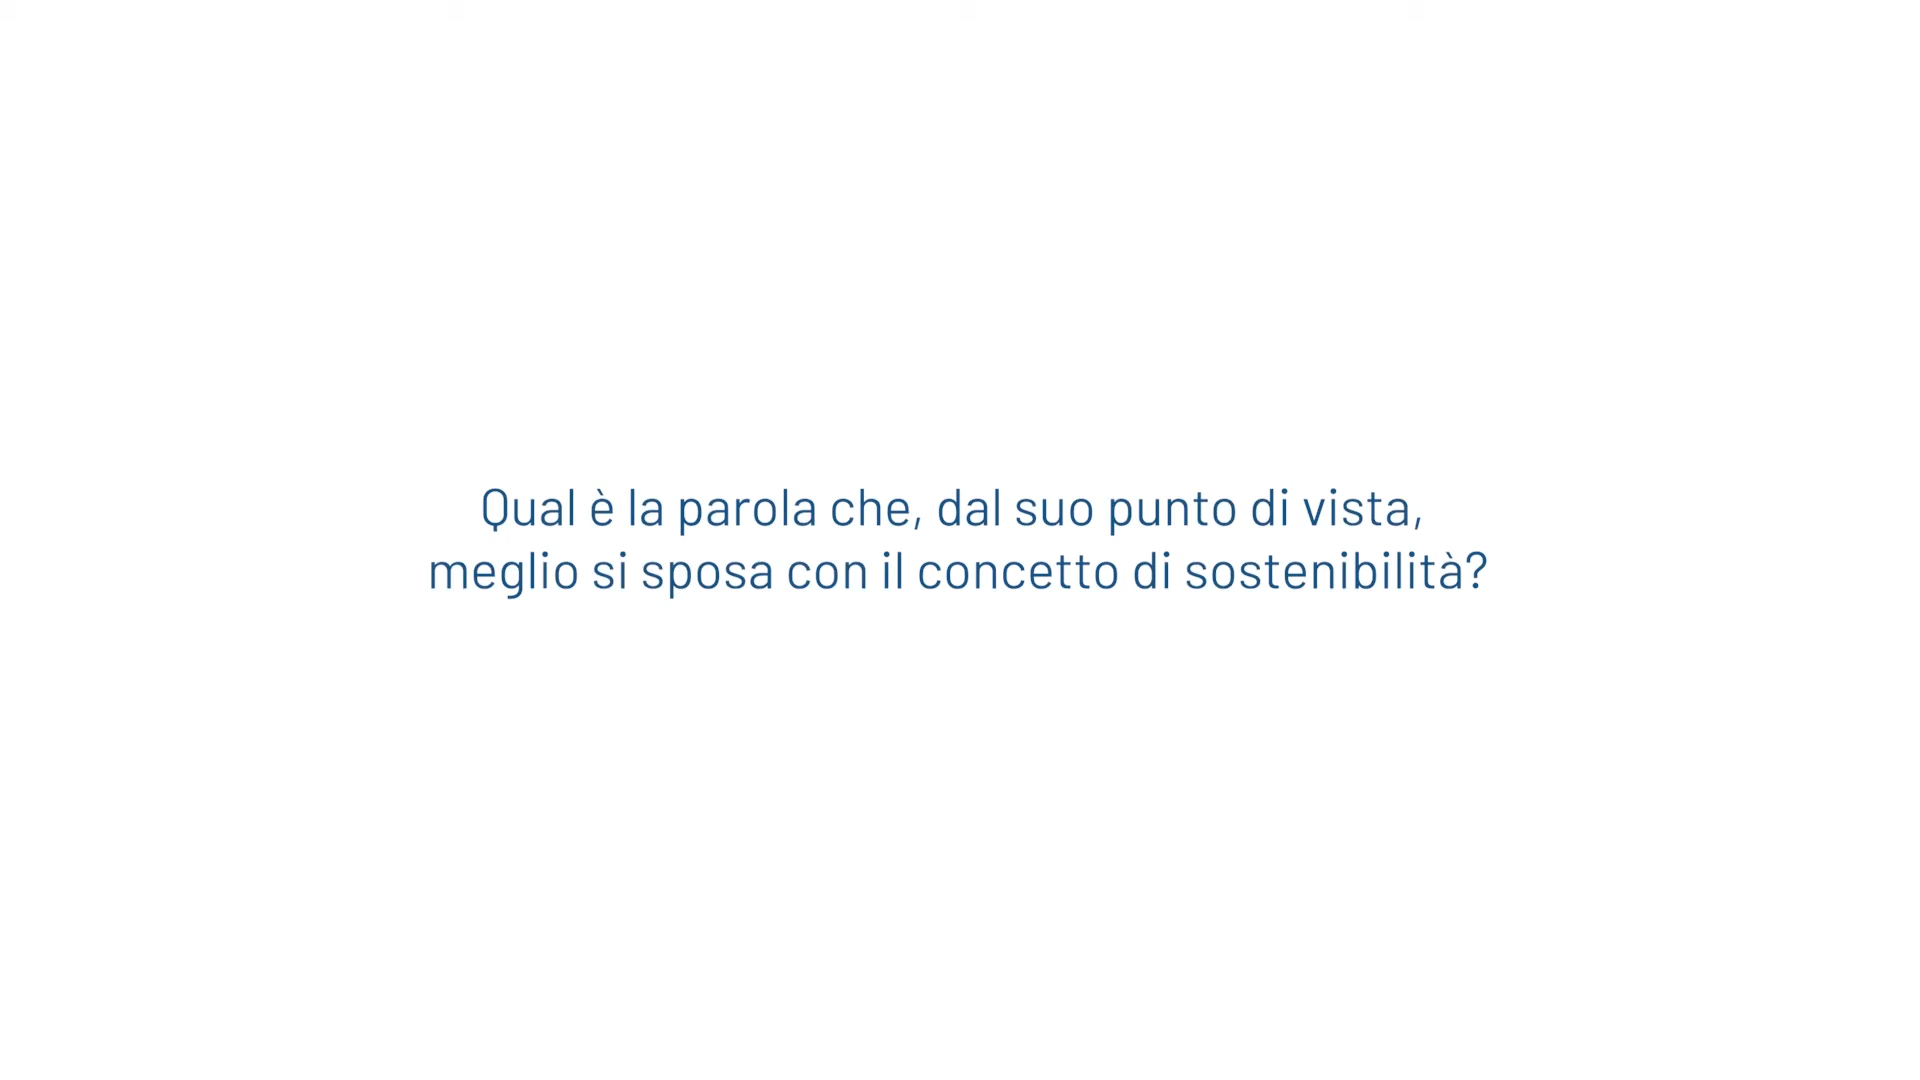 Qual è la parola che, dal suo punto di vista,
meglio si sposa con il concetto di sostenibilità?